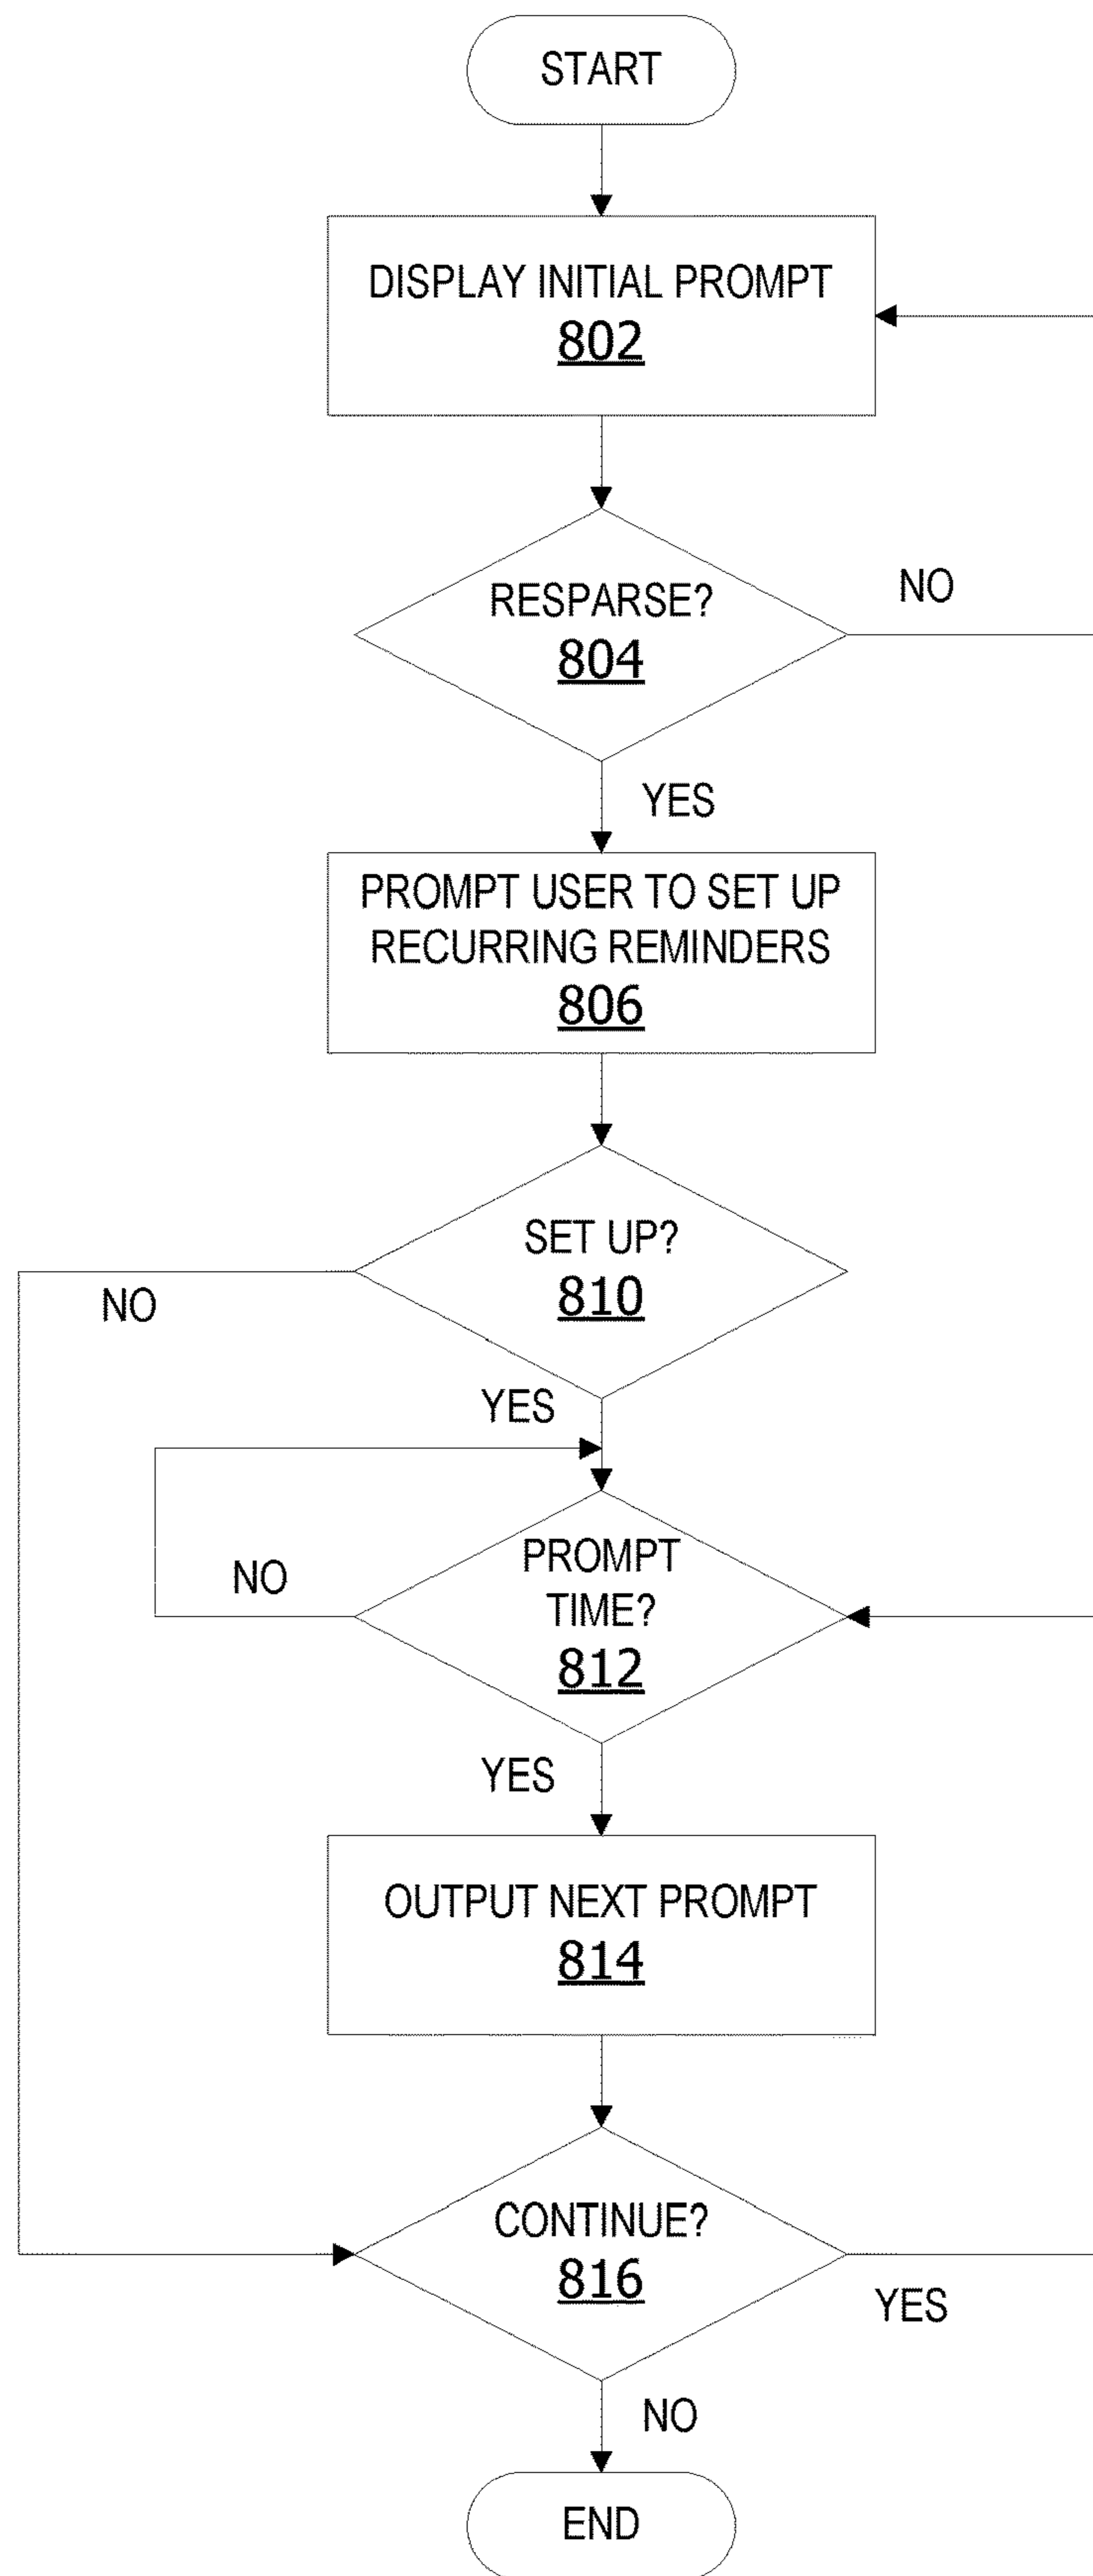 START
DISPLAY INITIAL PROMPT
802
RESPARSE?
804
NO
YES
PROMPT USER TO SET UP
RECURRING REMINDERS
806
SET UP?
810
NO
YES
PROMPT
TIME?
812
NO
YES
OUTPUT NEXT PROMPT
814
CONTINUE?
816
YES
NO
END